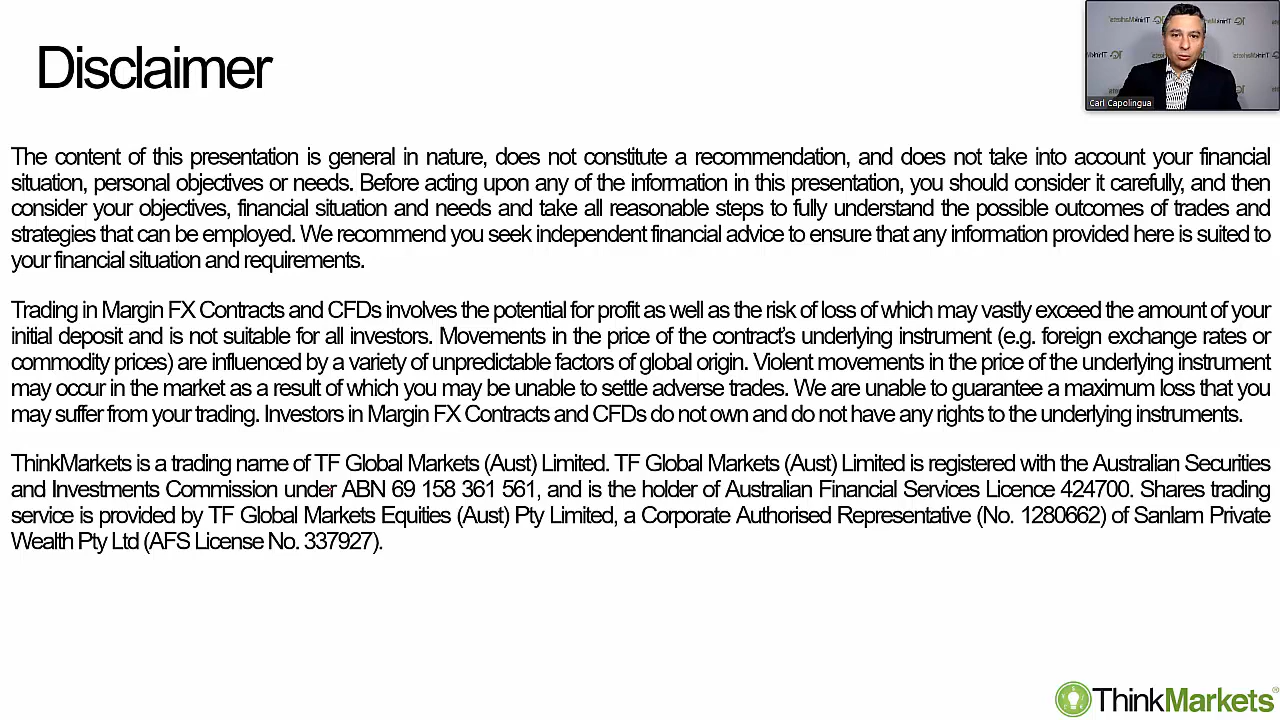 Disclaimer
Carl Capolingua
The content of this presentation is general in nature, does not constitute a recommendation, and does not take into account your financial
situation, personal objectives or needs. Before acting upon any of the information in this presentation, you should consider it carefully, and then
consider your objectives, financial situation and needs and take all reasonable steps to fully understand the possible outcomes of trades and
strategies that can be employed. We recommend you seek independent financial advice to ensure that any information provided here is suited to
your financial situation and requirements.
Trading in Margin FX Contracts and CFDs involves the potential for profit as well as the risk of loss of which may vastly exceed the amount of your
initial deposit and is not suitable for all investors. Movements in the price of the contract's underlying instrument (e.g. foreign exchange rates or
commodity prices) are influenced by a variety of unpredictable factors of global origin. Violent movements in the price of the underlying instrument
may occur in the market as a result of which you may be unable to settle adverse trades. We are unable to guarantee a maximum loss that you
may suffer from your trading. Investors in Margin FX Contracts and CFDs do not own and do not have any rights to the underlying instruments.
ThinkMarkets is a trading name of TF Global Markets (Aust) Limited. TF Global Markets (Aust) Limited is registered with the Australian Securities
and Investments Commission under ABN 69 158 361 561, and is the holder of Australian Financial Services Licence 424700. Shares trading
service is provided by TF Global Markets Equities (Aust) Pty Limited, a Corporate Authorised Representative (No. 1280662) of Sanlam Private
Wealth Pty Ltd (AFS License No. 337927).
ThinkMarkets®